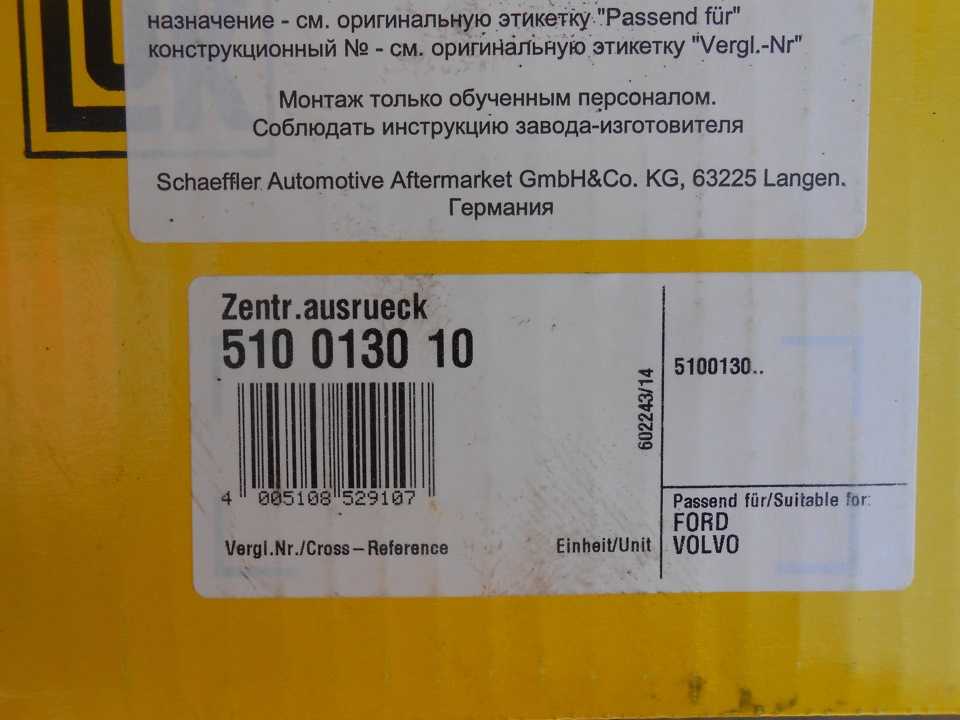 назначение - см. оригинальную этикетку "Passend für"
конструкционный № - см. оригинальную этикетку "Vergl.-Nr"
Монтаж только обученным персоналом.
Соблюдать инструкцию завода-изготовителя
Schaeffler Automotive Aftermarket GmbH&Co. KG, 63225 Langen.
Германия
Zentr.ausrueck
510 0130 10
4 005108 529107
Vergl.Nr./Cross-Reference
Einheit/Unit
602243/14
5100130..
Passend für/Suitable for:
FORD
VOLVO